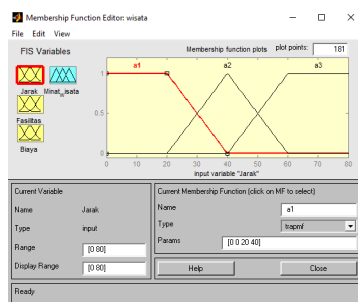 Membership Function Editor: wisata
File Edit View
FIS Variables
Membership function plots plot points: 181
Jarak
Minat_wisata
Fasilitas
Biaya
a1 a2 a3
1
0.5
0
0 10 20 30 40 50 60 70 80
input variable "Jarak"
Current Variable
Name Jarak
Type input
Range [0 80]
Display Range [0 80]
Current Membership Function (click on MF to select)
Name a1
Type trapmf
Params [0 0 20 40]
Help Close
Ready